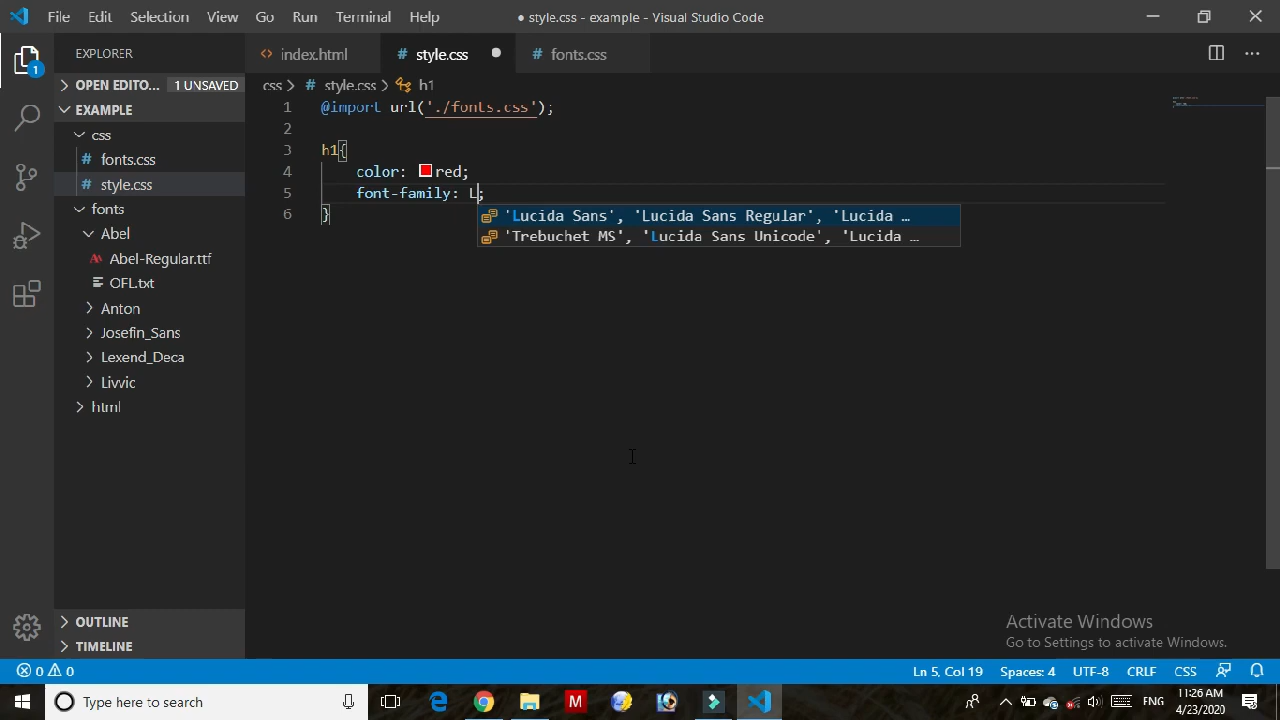 File Edit Selection View Go Run Terminal Help ● style.css - example - Visual Studio Code
EXPLORER
index.html style.css fonts.css
OPEN EDITO... 1 UNSAVED
css > # style.css > h1
EXAMPLE
css
fonts.css
style.css
fonts
Abel
Abel-Regular.ttf
OFL.txt
Anton
Josefin_Sans
Lexend_Deca
Livvic
html
1 @import url('./fonts.css');
2
3 h1{
4 color: red;
5 font-family: L;
6 }
'Lucida Sans', 'Lucida Sans Regular', 'Lucida …
'Trebuchet MS', 'Lucida Sans Unicode', 'Lucida …
OUTLINE
TIMELINE
Activate Windows
Go to Settings to activate Windows.
0 0 Ln 5, Col 19 Spaces: 4 UTF-8 CRLF CSS
Type here to search
ENG
11:26 AM
4/23/2020